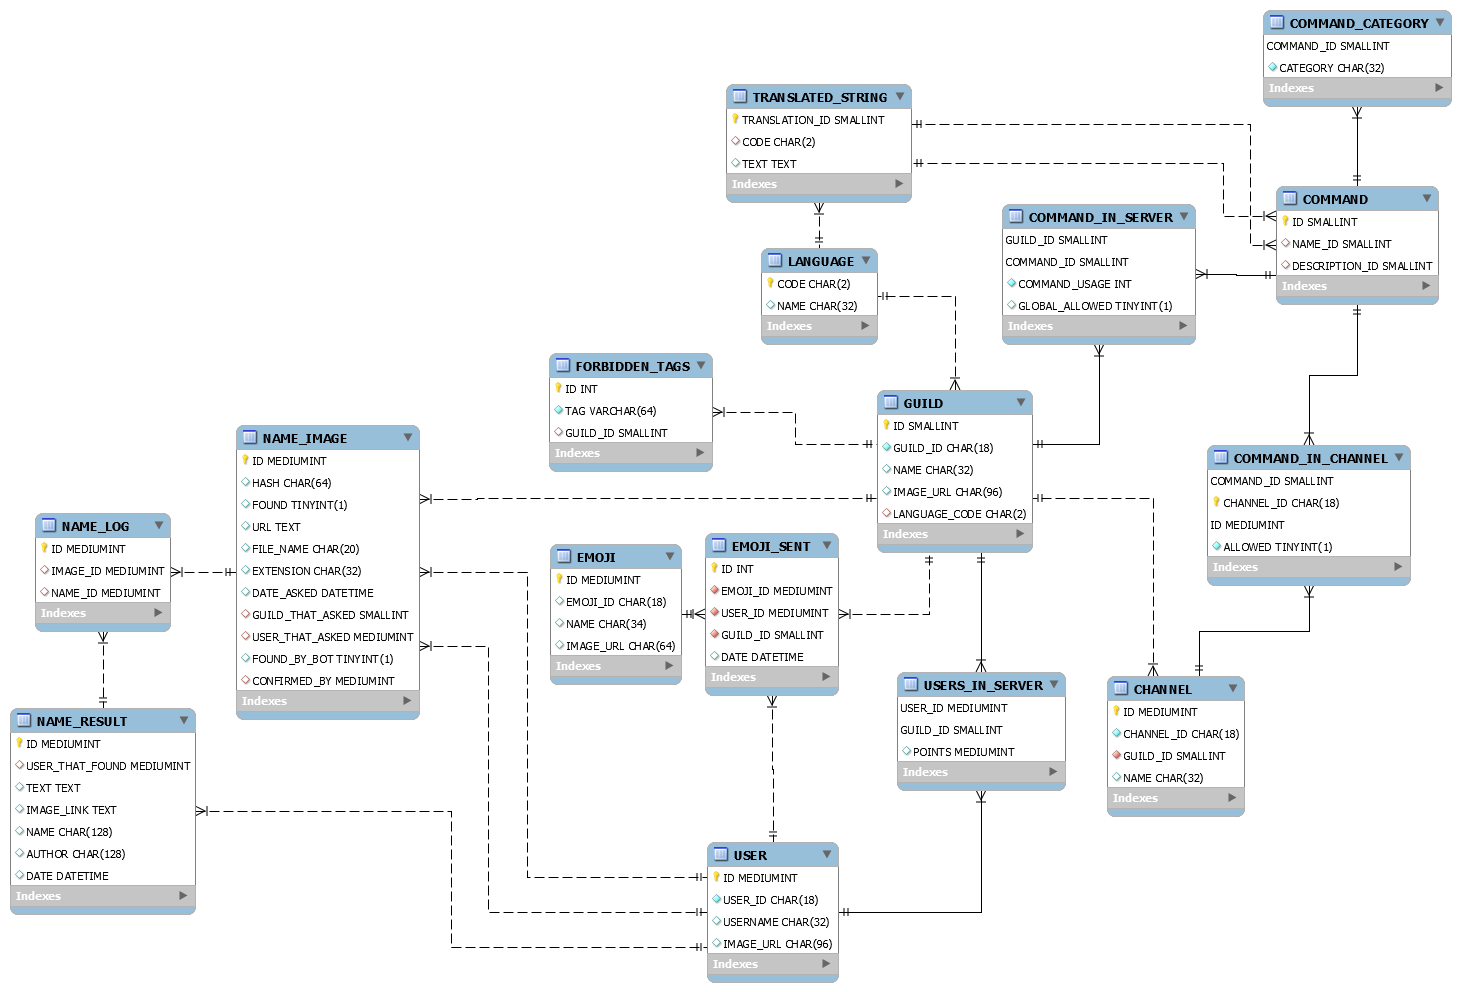 COMMAND_CATEGORY
COMMAND_ID SMALLINT
CATEGORY CHAR(32)
Indexes
TRANSLATED_STRING
TRANSLATION_ID SMALLINT
CODE CHAR(2)
TEXT TEXT
Indexes
COMMAND
ID SMALLINT
NAME_ID SMALLINT
DESCRIPTION_ID SMALLINT
Indexes
COMMAND_IN_SERVER
GUILD_ID SMALLINT
COMMAND_ID SMALLINT
COMMAND_USAGE INT
GLOBAL_ALLOWED TINYINT(1)
Indexes
LANGUAGE
CODE CHAR(2)
NAME CHAR(32)
Indexes
FORBIDDEN_TAGS
ID INT
TAG VARCHAR(64)
GUILD_ID SMALLINT
Indexes
GUILD
ID SMALLINT
GUILD_ID CHAR(18)
NAME CHAR(32)
IMAGE_URL CHAR(96)
LANGUAGE_CODE CHAR(2)
Indexes
NAME_IMAGE
ID MEDIUMINT
HASH CHAR(64)
FOUND TINYINT(1)
URL TEXT
FILE_NAME CHAR(20)
EXTENSION CHAR(32)
DATE_ASKED DATETIME
GUILD_THAT_ASKED SMALLINT
USER_THAT_ASKED MEDIUMINT
FOUND_BY_BOT TINYINT(1)
CONFIRMED_BY MEDIUMINT
Indexes
COMMAND_IN_CHANNEL
COMMAND_ID SMALLINT
CHANNEL_ID CHAR(18)
ID MEDIUMINT
ALLOWED TINYINT(1)
Indexes
NAME_LOG
ID MEDIUMINT
IMAGE_ID MEDIUMINT
NAME_ID MEDIUMINT
Indexes
EMOJI
ID MEDIUMINT
EMOJI_ID CHAR(18)
NAME CHAR(34)
IMAGE_URL CHAR(64)
Indexes
EMOJI_SENT
ID INT
EMOJI_ID MEDIUMINT
USER_ID MEDIUMINT
GUILD_ID SMALLINT
DATE DATETIME
Indexes
USERS_IN_SERVER
USER_ID MEDIUMINT
GUILD_ID SMALLINT
POINTS MEDIUMINT
Indexes
CHANNEL
ID MEDIUMINT
CHANNEL_ID CHAR(18)
GUILD_ID SMALLINT
NAME CHAR(32)
Indexes
NAME_RESULT
ID MEDIUMINT
USER_THAT_FOUND MEDIUMINT
TEXT TEXT
IMAGE_LINK TEXT
NAME CHAR(128)
AUTHOR CHAR(128)
DATE DATETIME
Indexes
USER
ID MEDIUMINT
USER_ID CHAR(18)
USERNAME CHAR(32)
IMAGE_URL CHAR(96)
Indexes